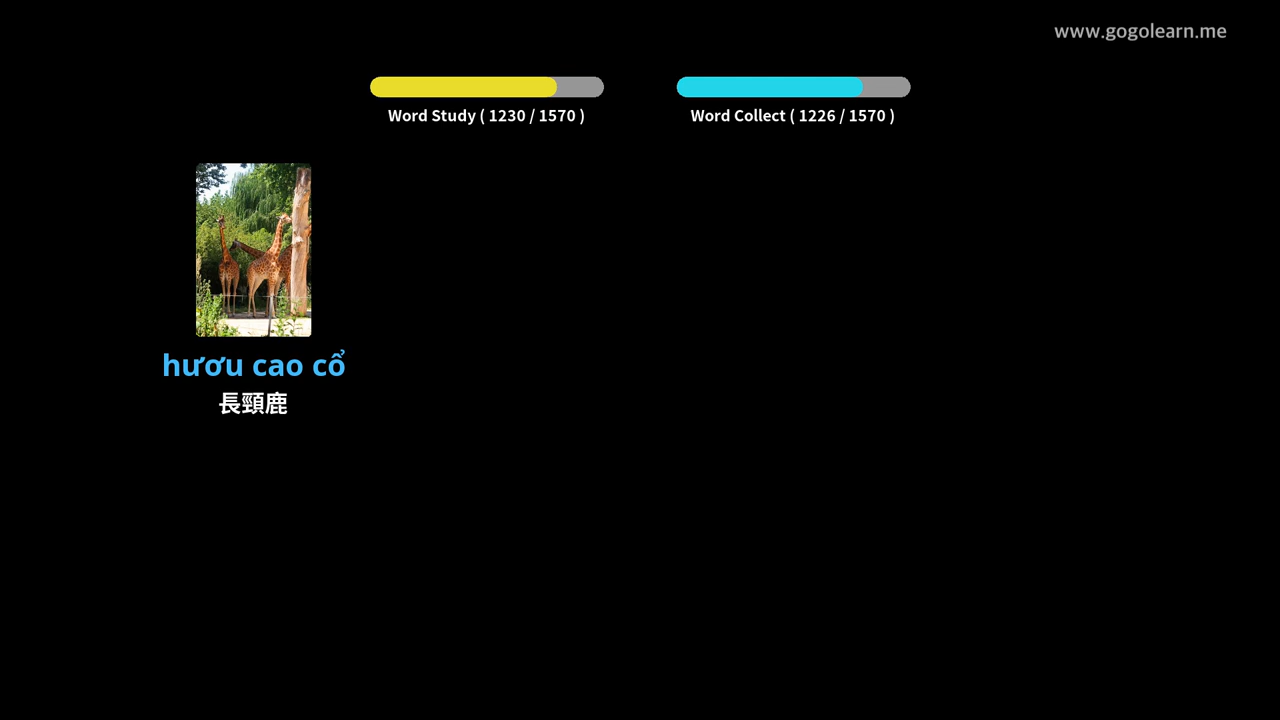 www.gogolearn.me
Word Study ( 1230 / 1570 )
Word Collect ( 1226 / 1570 )
hươu cao cổ
長頸鹿